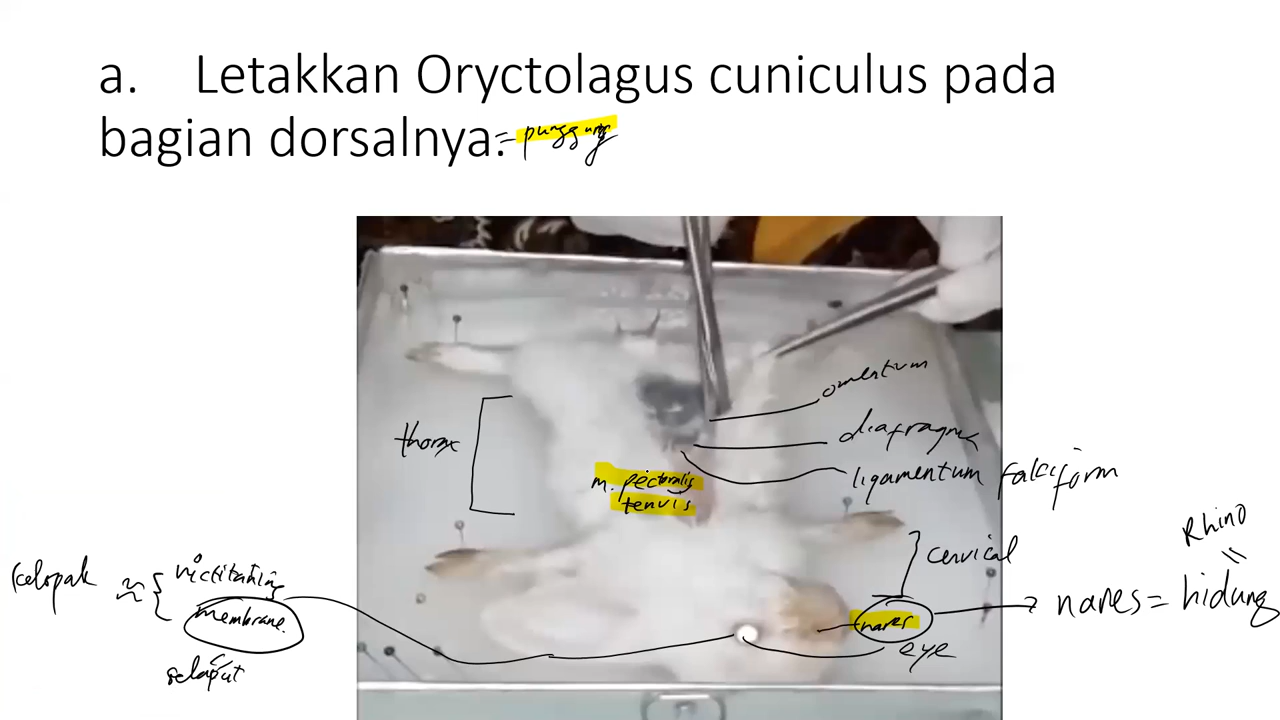 a. Letakkan Oryctolagus cuniculus pada
bagian dorsalnya. = punggung
omentum
thorax
diafragma
ligamentum falciform
m. pectoralis
tenuis
Rhino
=
cervical
kelopak ≈ { nictitating
membrane.
selaput
nares
nares = hidung
eye